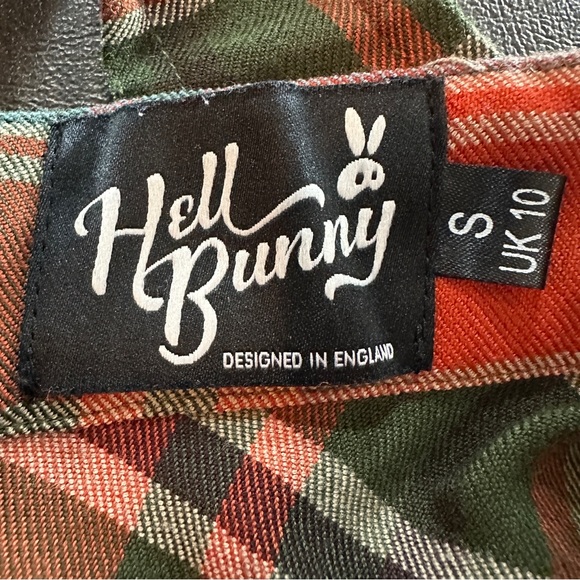 Hell
Bunny
DESIGNED IN ENGLAND
S
UK 10